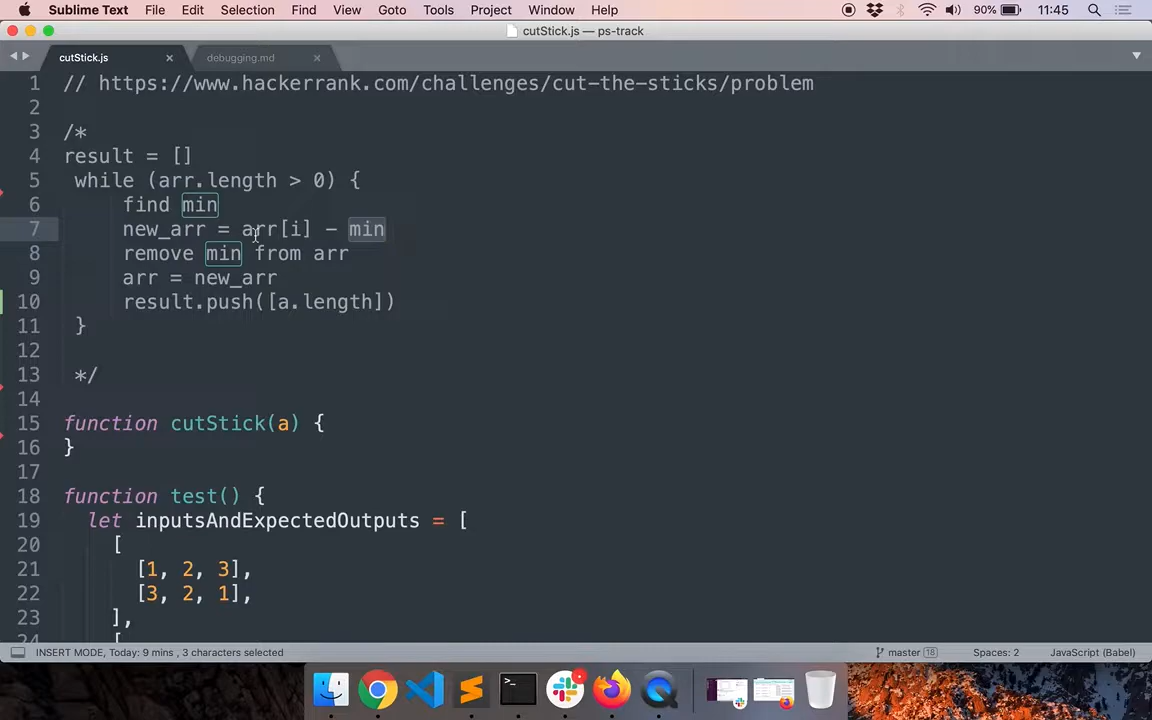 Sublime Text File Edit Selection Find View Goto Tools Project Window Help 90% 11:45
cutStick.js — ps-track
cutStick.js × debugging.md ×
1 // https://www.hackerrank.com/challenges/cut-the-sticks/problem
2
3 /*
4 result = []
5 while (arr.length > 0) {
6 find min
7 new_arr = arr[i] - min
8 remove min from arr
9 arr = new_arr
10 result.push([a.length])
11 }
12
13 */
14
15 function cutStick(a) {
16 }
17
18 function test() {
19 let inputsAndExpectedOutputs = [
20 [
21 [1, 2, 3],
22 [3, 2, 1],
23 ],
24 [
INSERT MODE, Today: 9 mins , 3 characters selected master 18 Spaces: 2 JavaScript (Babel)